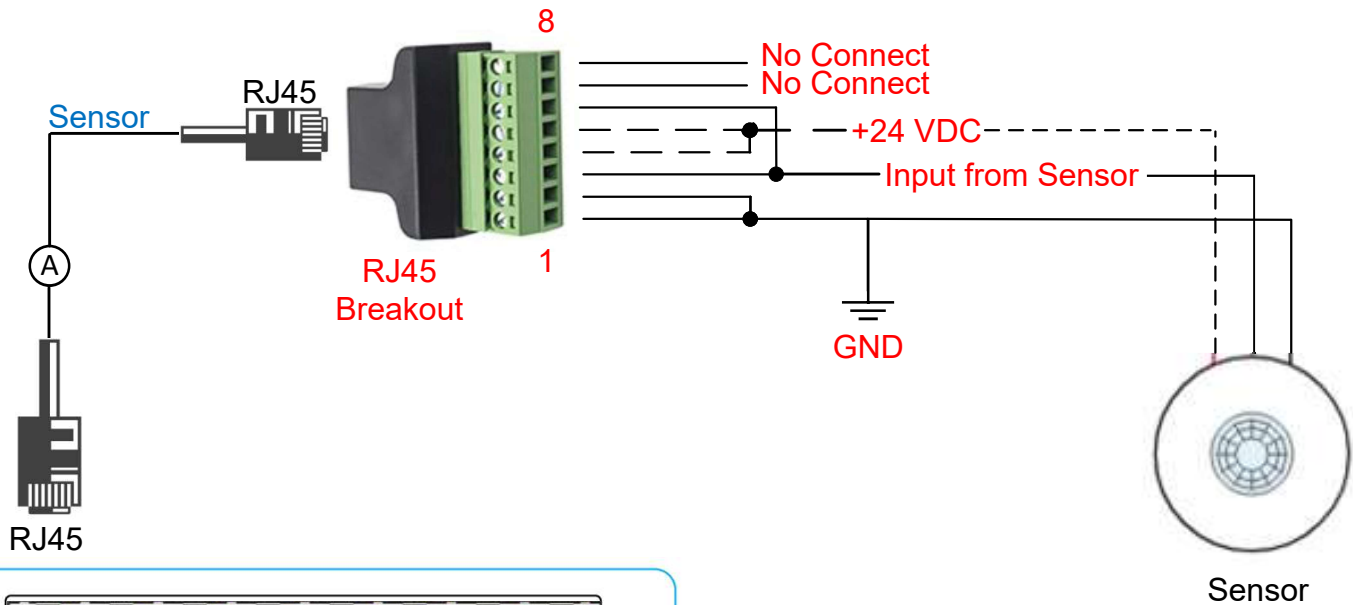 8
No Connect
No Connect
RJ45
Sensor
+24 VDC
Input from Sensor
A
RJ45
Breakout
1
GND
RJ45
Sensor